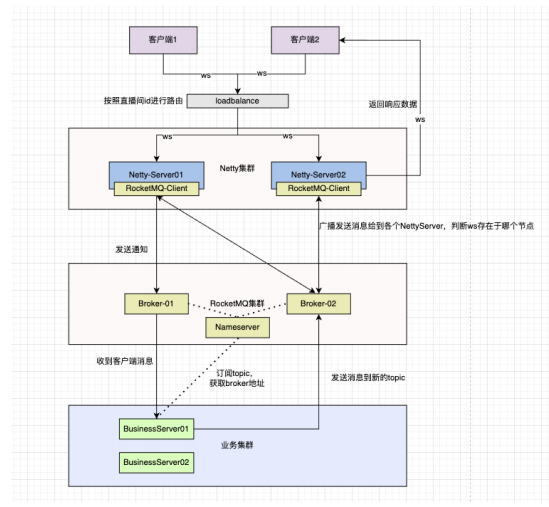 客户端1
客户端2
ws
ws
按照直播间id进行路由
loadbalance
返回响应数据
ws
ws
ws
Netty集群
Netty-Server01
RocketMQ-Client
Netty-Server02
RocketMQ-Client
广播发送消息给到各个NettyServer，判断ws存在于哪个节点
发送通知
Broker-01
RocketMQ集群
Broker-02
Nameserver
收到客户端消息
订阅topic，
获取broker地址
发送消息到新的topic
BusinessServer01
业务集群
BusinessServer02